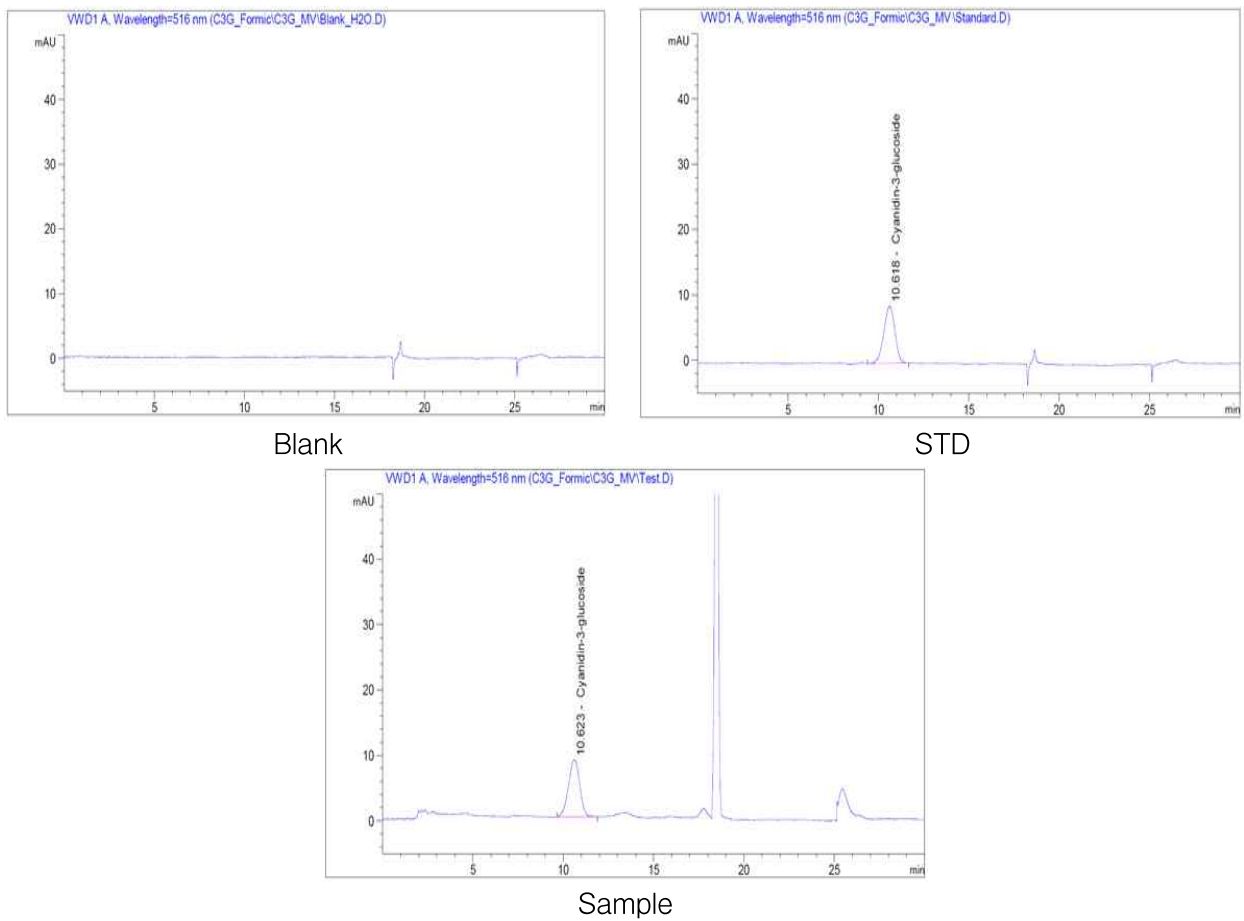 VWD1 A, Wavelength=516 nm (C3G_Formic\C3G_MV\Blank_H2O.D)
mAU
40
30
20
10
0
5 10 15 20 25 min
Blank
VWD1 A, Wavelength=516 nm (C3G_Formic\C3G_MV\Standard.D)
mAU
40
30
20
10
0
10.618 - Cyanidin-3-glucoside
5 10 15 20 25 min
STD
VWD1 A, Wavelength=516 nm (C3G_Formic\C3G_MV\Test.D)
mAU
40
30
20
10
0
10.623 - Cyanidin-3-glucoside
5 10 15 20 25 min
Sample